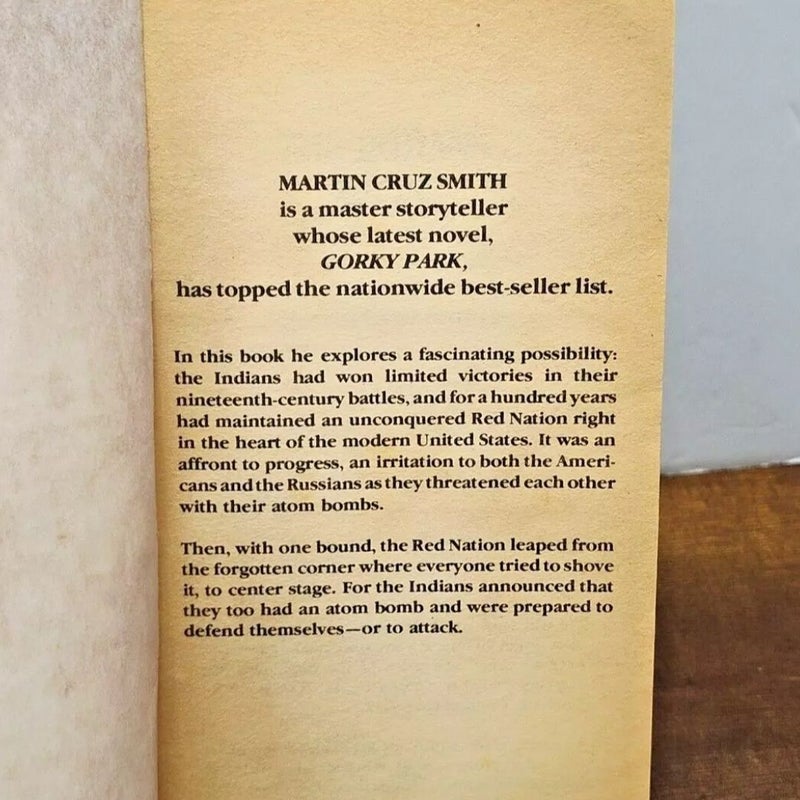 MARTIN CRUZ SMITH
is a master storyteller
whose latest novel,
GORKY PARK,
has topped the nationwide best-seller list.
In this book he explores a fascinating possibility:
the Indians had won limited victories in their
nineteenth-century battles, and for a hundred years
had maintained an unconquered Red Nation right
in the heart of the modern United States. It was an
affront to progress, an irritation to both the Ameri-
cans and the Russians as they threatened each other
with their atom bombs.
Then, with one bound, the Red Nation leaped from
the forgotten corner where everyone tried to shove
it, to center stage. For the Indians announced that
they too had an atom bomb and were prepared to
defend themselves—or to attack.